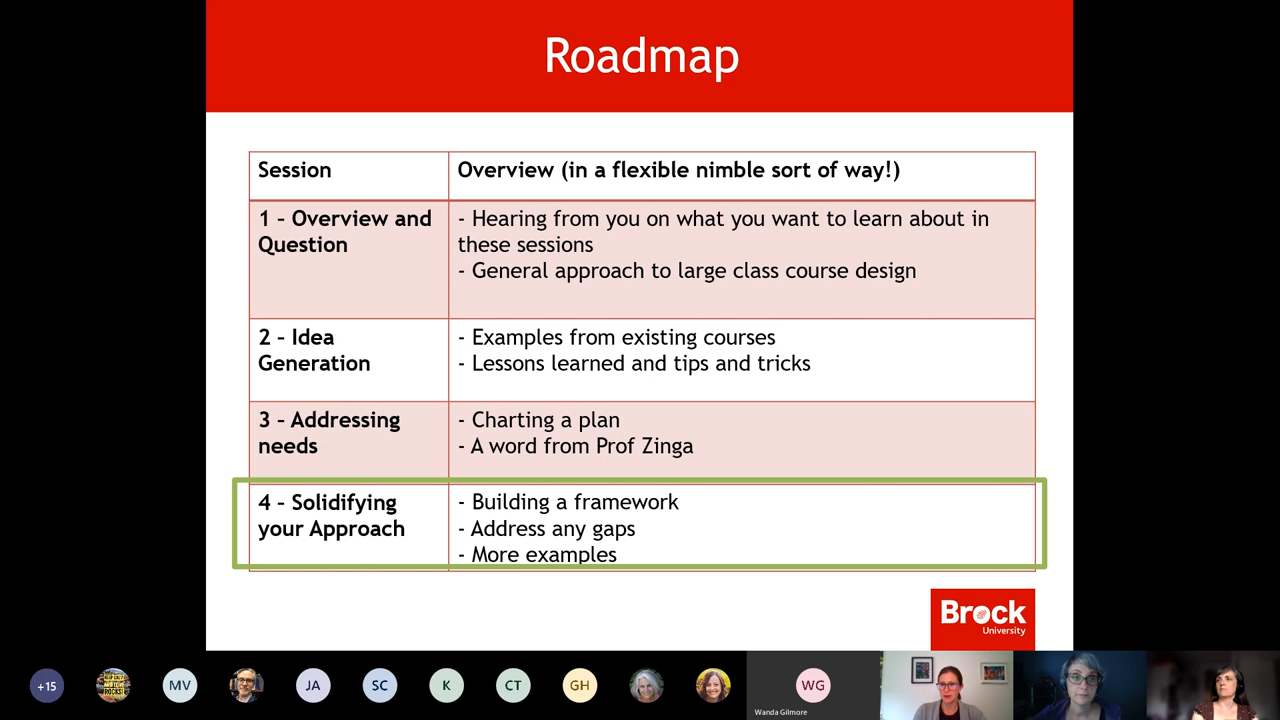 Roadmap
Session
Overview (in a flexible nimble sort of way!)
1 – Overview and
Question
- Hearing from you on what you want to learn about in
these sessions
- General approach to large class course design
2 – Idea
Generation
- Examples from existing courses
- Lessons learned and tips and tricks
3 – Addressing
needs
- Charting a plan
- A word from Prof Zinga
4 – Solidifying
your Approach
- Building a framework
- Address any gaps
- More examples
Brock
University
+15
MV
JA
SC
K
CT
GH
WG
Wanda Gilmore